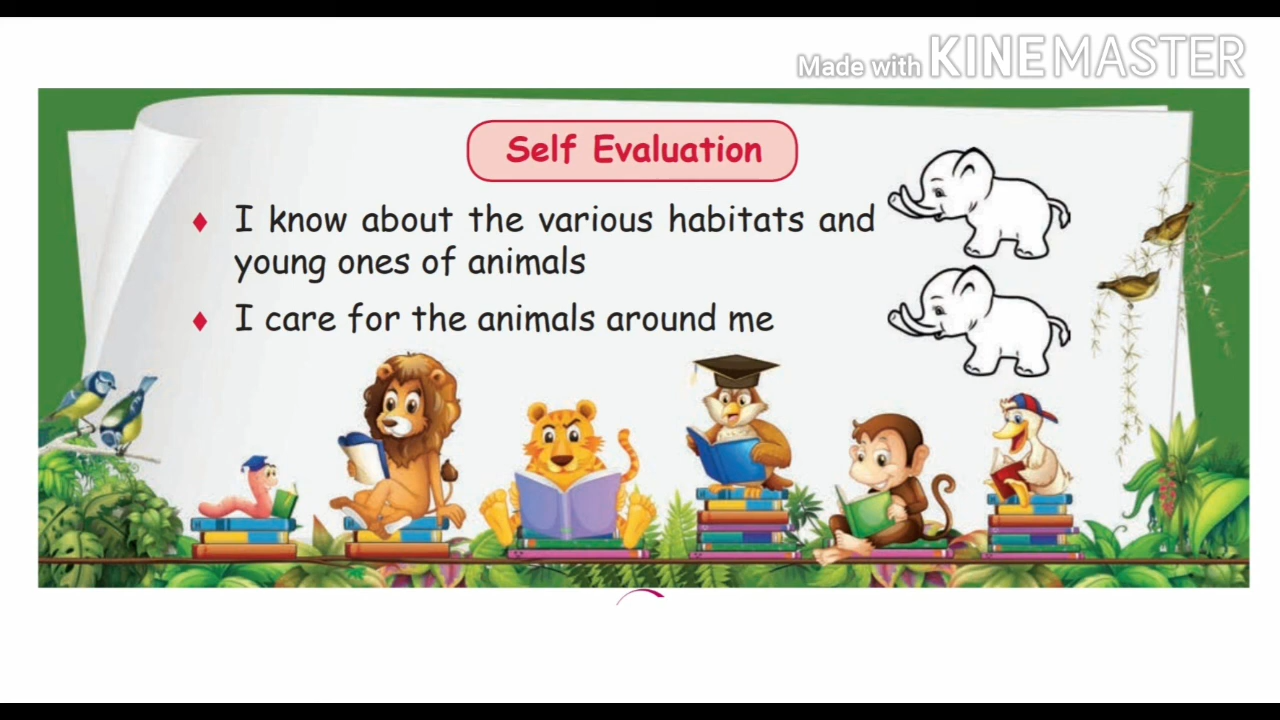 Made with KINEMASTER
Self Evaluation
♦ I know about the various habitats and
young ones of animals
♦ I care for the animals around me